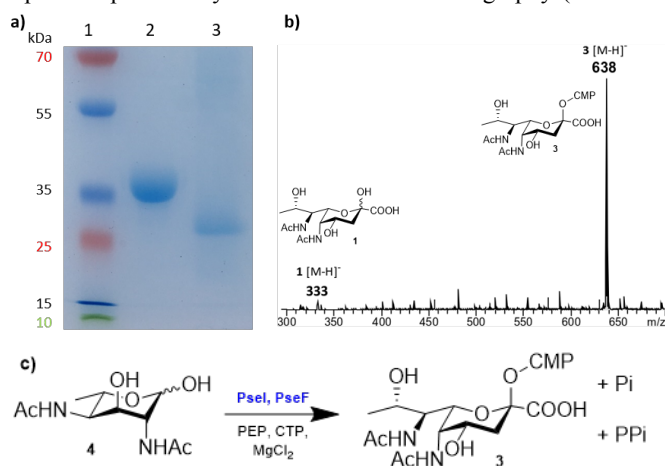 a)
kDa
1 2 3
70
55
35
25
15
10
b)
3 [M-H]⁻
638
OH
O-CMP
O
COOH
AcHN
AcN OH
H
3
OH
OH
O
COOH
AcHN
AcHN
OH
1
1 [M-H]⁻
333
300 350 400 450 500 550 600 650 m/z
c)
OH
O
OH
AcHN
NHAc
4
PseI, PseF
PEP, CTP,
MgCl₂
OH
O-CMP
O
COOH
AcHN
AcHN
OH
3
+ Pi
+ PPi